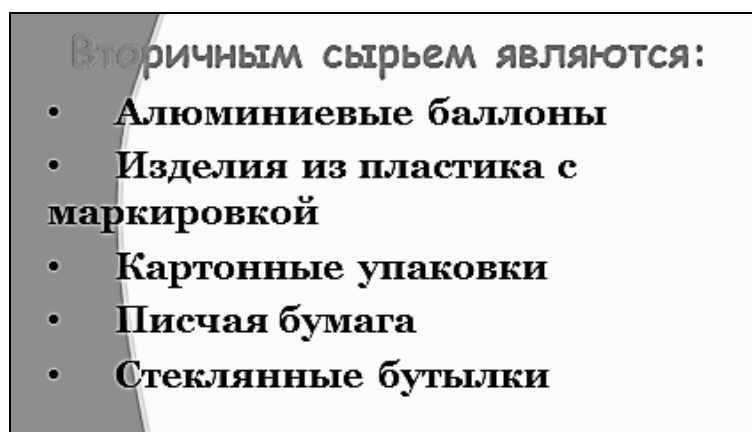 Вторичным сырьем являются:
• Алюминиевые баллоны
• Изделия из пластика с
маркировкой
• Картонные упаковки
• Писчая бумага
• Стеклянные бутылки